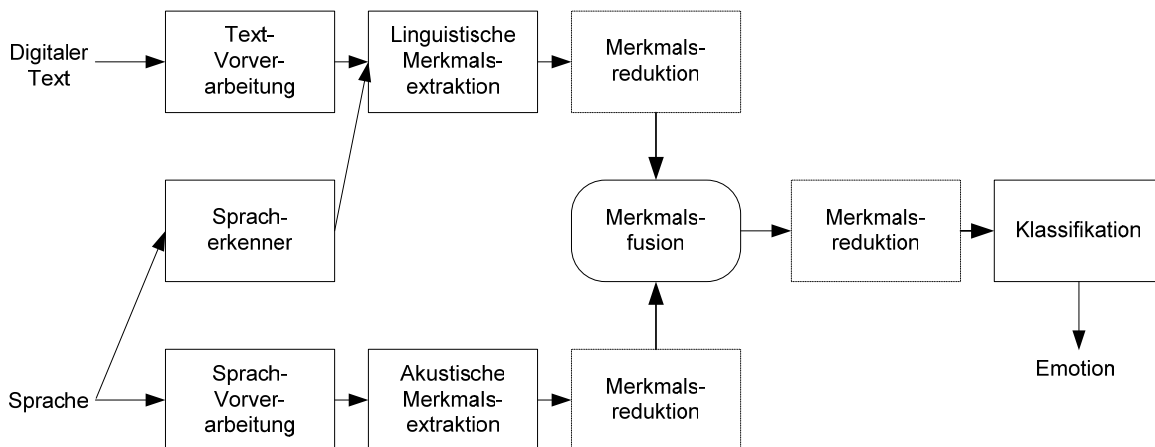 Digitaler
Text
Text-
Vorver-
arbeitung
Linguistische
Merkmals-
extraktion
Merkmals-
reduktion
Sprach-
erkenner
Merkmals-
fusion
Merkmals-
reduktion
Klassifikation
Sprache
Sprach-
Vorver-
arbeitung
Akustische
Merkmals-
extraktion
Merkmals-
reduktion
Emotion